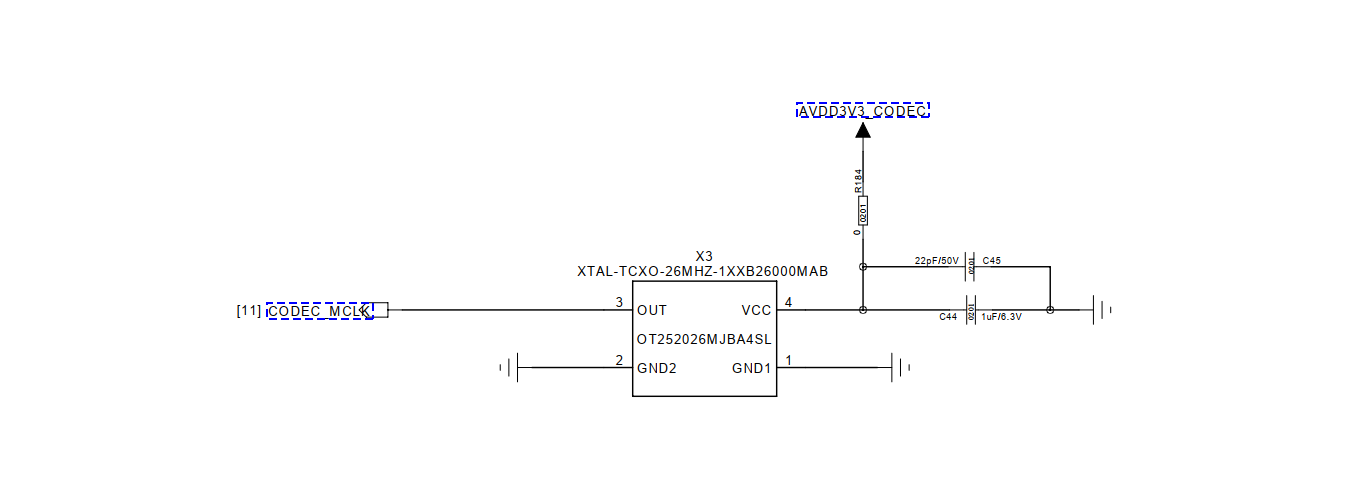 AVDD3V3_CODEC
R184
0201
0
22pF/50V
0201
C45
X3
XTAL-TCXO-26MHZ-1XXB26000MAB
[11] CODEC_MCLK
3
OUT
VCC
4
C44
0201
1uF/6.3V
OT252026MJBA4SL
2
GND2
GND1
1